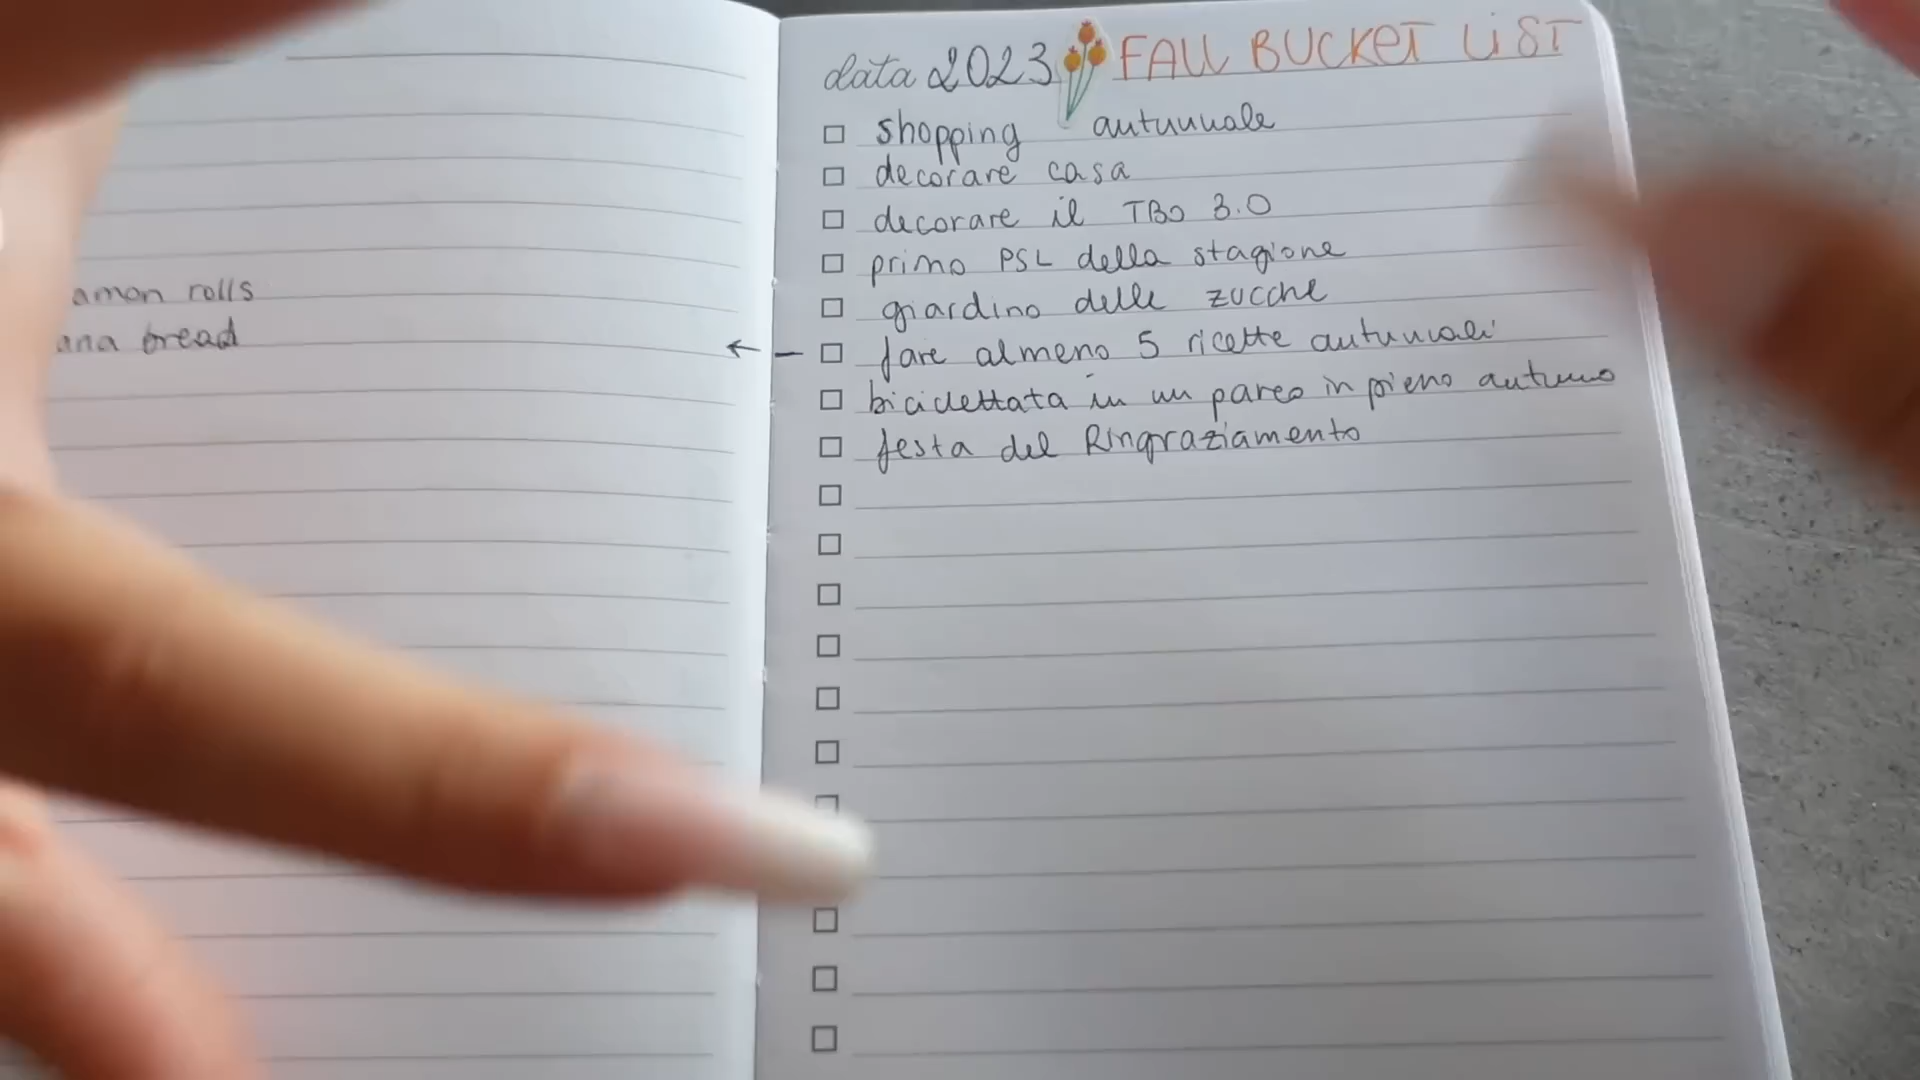 amon rolls
ana bread
data 2023 FALL BUCKET LIST
shopping autunnale
decorare casa
decorare il TBO 3.0
primo PSL della stagione
giardino delle zucche
← fare almeno 5 ricette autunnali
biciclettata in un parco in pieno autunno
festa del Ringraziamento